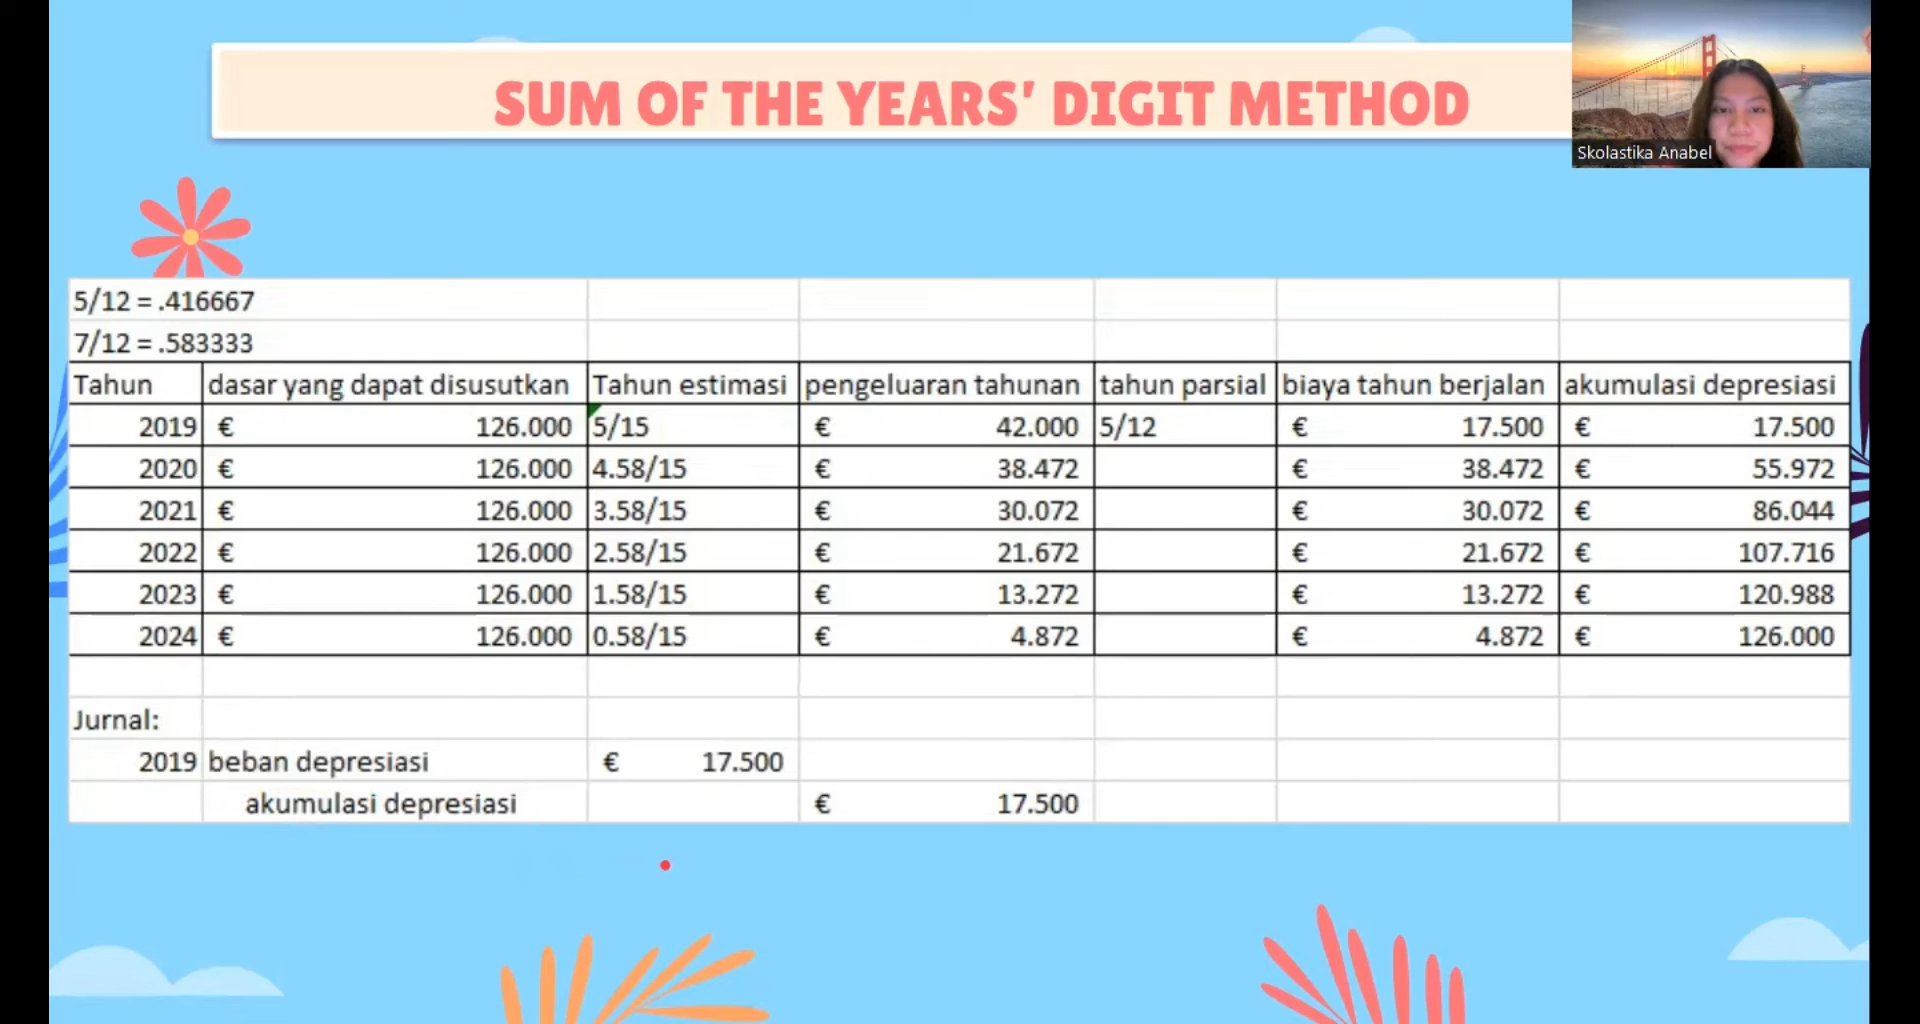 SUM OF THE YEARS' DIGIT METHOD
Skolastika Anabel
5/12 = .416667
7/12 = .583333
Tahun dasar yang dapat disusutkan Tahun estimasi pengeluaran tahunan tahun parsial biaya tahun berjalan akumulasi depresiasi
2019 € 126.000 5/15 € 42.000 5/12 € 17.500 € 17.500
2020 € 126.000 4.58/15 € 38.472 € 38.472 € 55.972
2021 € 126.000 3.58/15 € 30.072 € 30.072 € 86.044
2022 € 126.000 2.58/15 € 21.672 € 21.672 € 107.716
2023 € 126.000 1.58/15 € 13.272 € 13.272 € 120.988
2024 € 126.000 0.58/15 € 4.872 € 4.872 € 126.000
Jurnal:
2019 beban depresiasi € 17.500
akumulasi depresiasi € 17.500